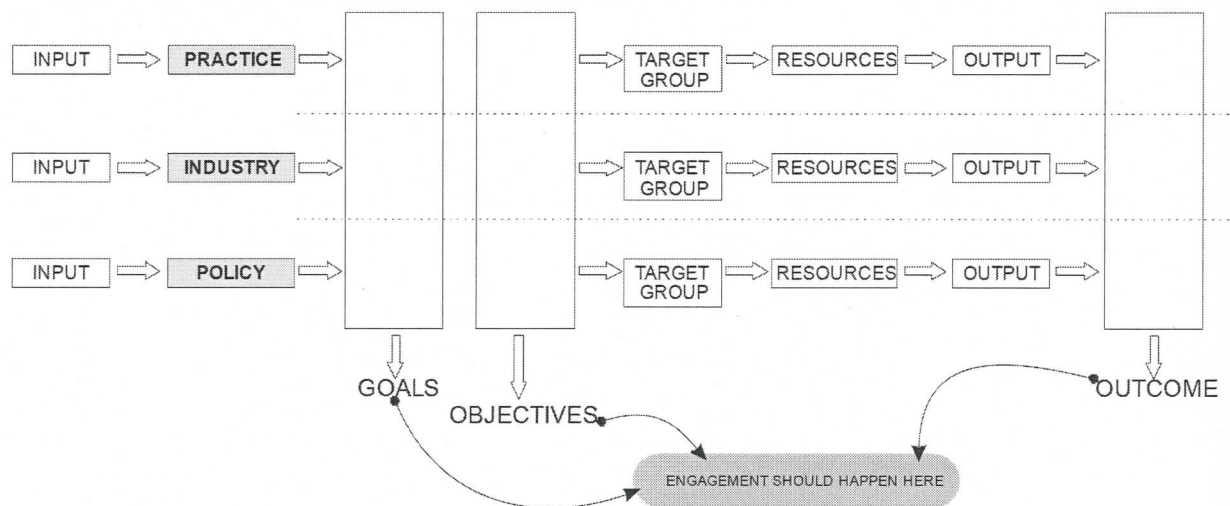 INPUT
PRACTICE
TARGET
GROUP
RESOURCES
OUTPUT
INPUT
INDUSTRY
TARGET
GROUP
RESOURCES
OUTPUT
INPUT
POLICY
TARGET
GROUP
RESOURCES
OUTPUT
GOALS
OBJECTIVES
OUTCOME
ENGAGEMENT SHOULD HAPPEN HERE